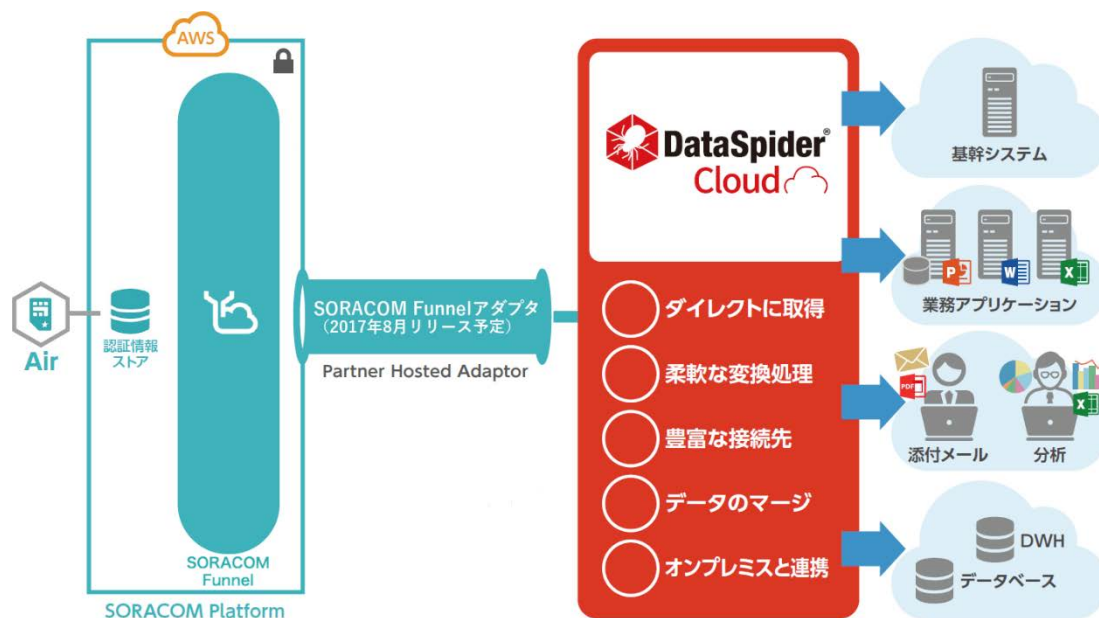 AWS
Air
認証情報
ストア
SORACOM
Funnel
SORACOM Platform
SORACOM Funnelアダプタ
（2017年8月リリース予定）
Partner Hosted Adaptor
DataSpider®
Cloud
ダイレクトに取得
柔軟な変換処理
豊富な接続先
データのマージ
オンプレミスと連携
基幹システム
P
W
X
業務アプリケーション
PDF
X
添付メール
分析
DWH
データベース